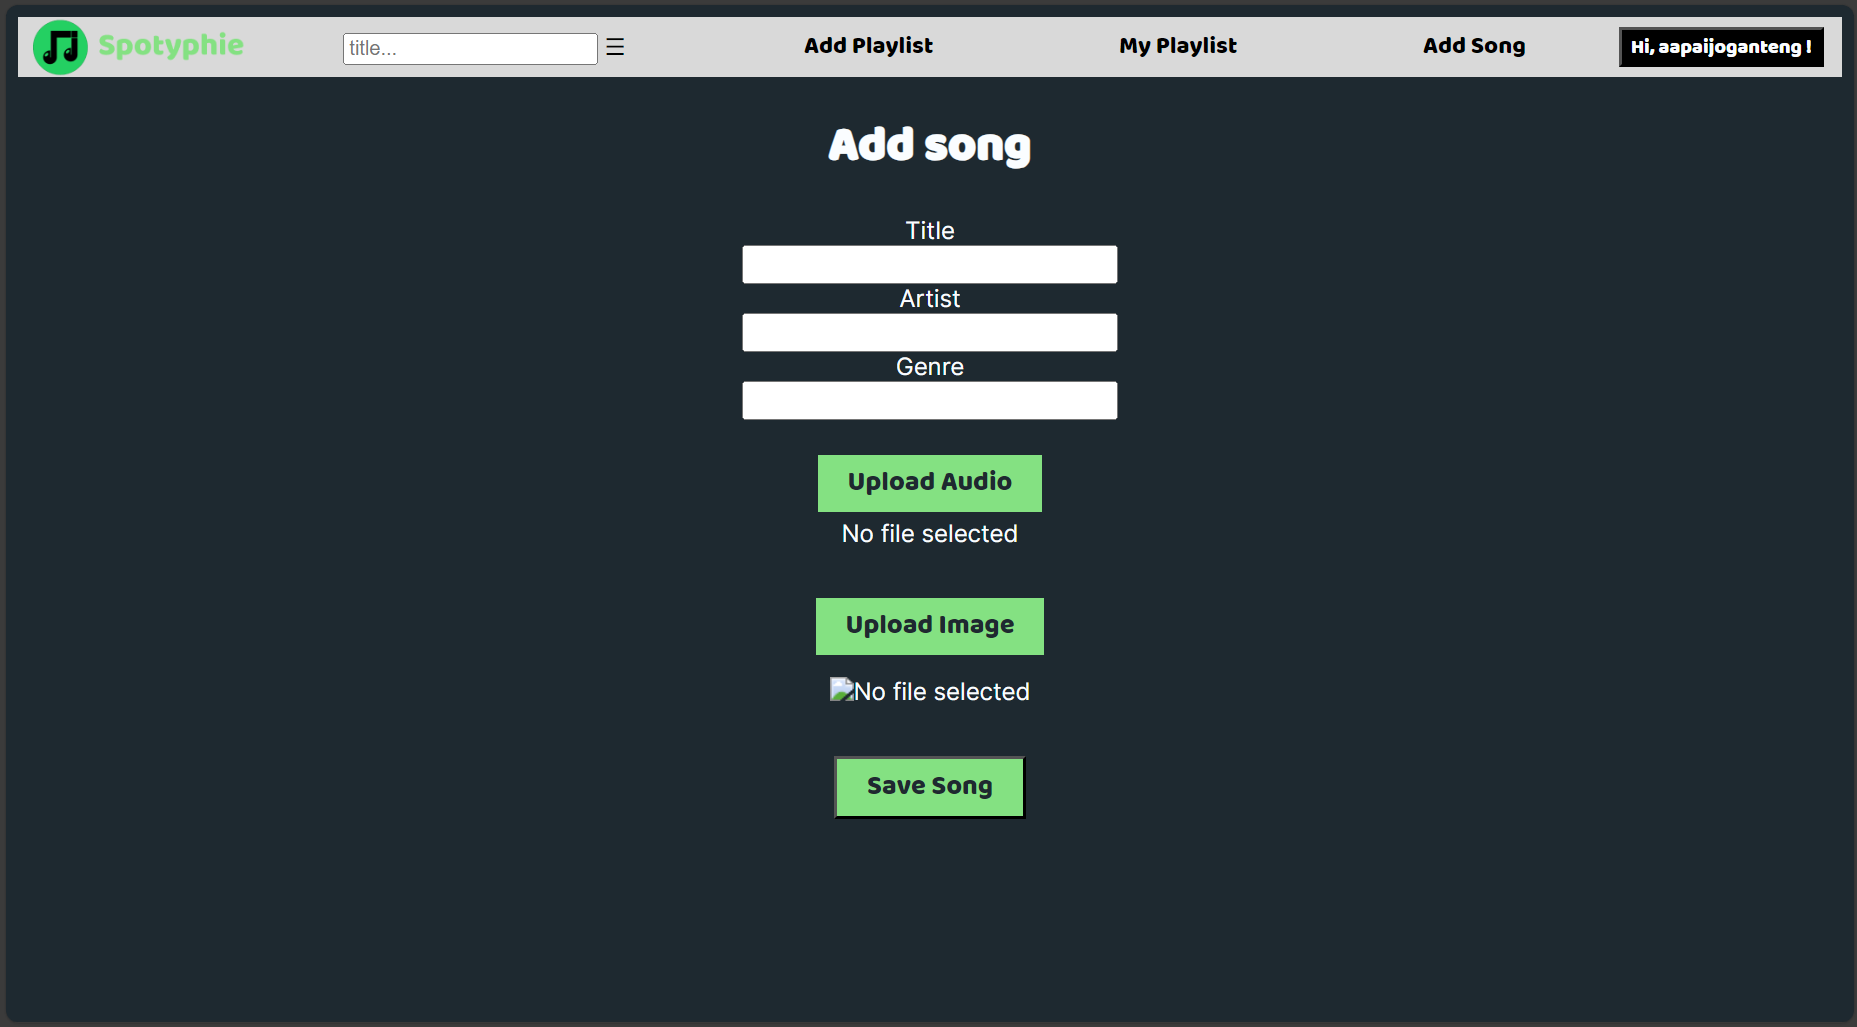 Spotyphie
title...
☰
Add Playlist
My Playlist
Add Song
Hi, aapaijoganteng !
Add song
Title
Artist
Genre
Upload Audio
No file selected
Upload Image
No file selected
Save Song